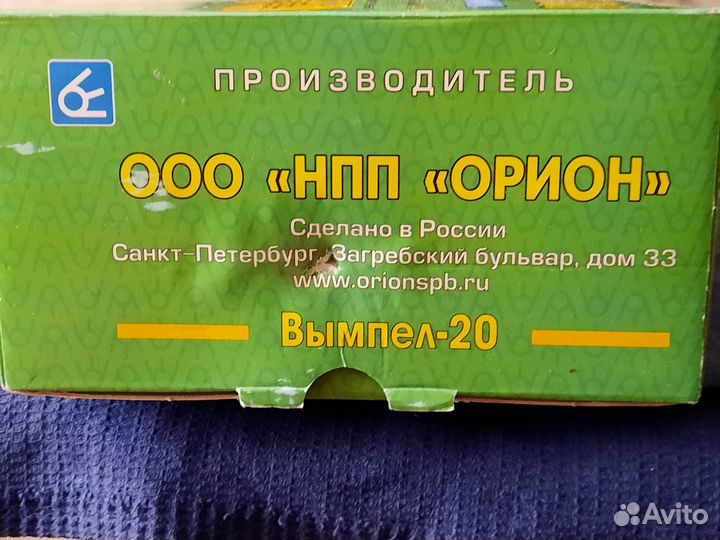 ПРОИЗВОДИТЕЛЬ
ООО «НПП «ОРИОН»
Сделано в России
Санкт-Петербург, Загребский бульвар, дом 33
www.orionspb.ru
Вымпел-20
Avito